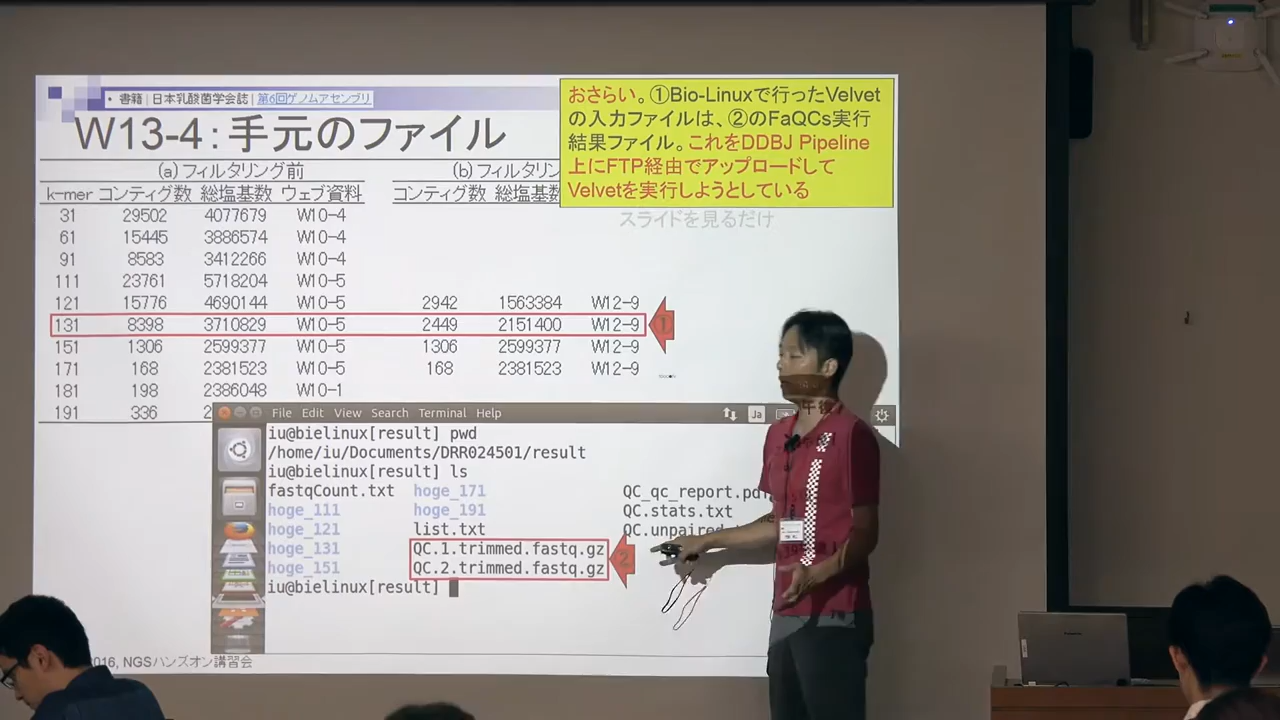 ・書籍 | 日本乳酸菌学会誌 | 第6回ゲノムアセンブリ
W13-4：手元のファイル
おさらい。①Bio-Linuxで行ったVelvet
の入力ファイルは、②のFaQCs実行
結果ファイル。これをDDBJ Pipeline
上にFTP経由でアップロードして
Velvetを実行しようとしている
スライドを見るだけ
(a)フィルタリング前 (b)フィルタリン
k-mer コンティグ数 総塩基数 ウェブ資料 コンティグ数 総塩基数
31 29502 4077679 W10-4
61 15445 3886574 W10-4
91 8583 3412266 W10-4
111 23761 5718204 W10-5
121 15776 4690144 W10-5 2942 1563384 W12-9
131 8398 3710829 W10-5 2449 2151400 W12-9 ①
151 1306 2599377 W10-5 1306 2599377 W12-9
171 168 2381523 W10-5 168 2381523 W12-9
181 198 2386048 W10-1
191 336 2
File Edit View Search Terminal Help Ja
iu@bielinux[result] pwd
/home/iu/Documents/DRR024501/result
iu@bielinux[result] ls
fastqCount.txt hoge_171 QC_qc_report.pdf
hoge_111 hoge_191 QC.stats.txt
hoge_121 list.txt QC.unpaired
hoge_131 QC.1.trimmed.fastq.gz ②
hoge_151 QC.2.trimmed.fastq.gz
iu@bielinux[result]
2016, NGSハンズオン講習会